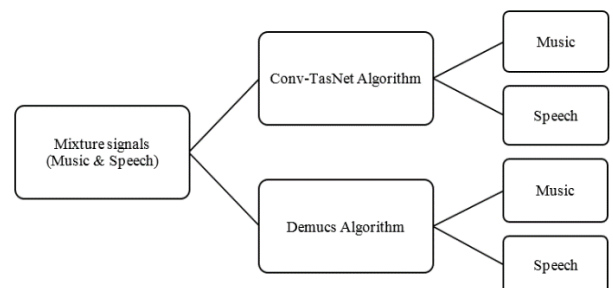 Mixture signals
(Music & Speech)
Conv-TasNet Algorithm
Music
Speech
Demucs Algorithm
Music
Speech